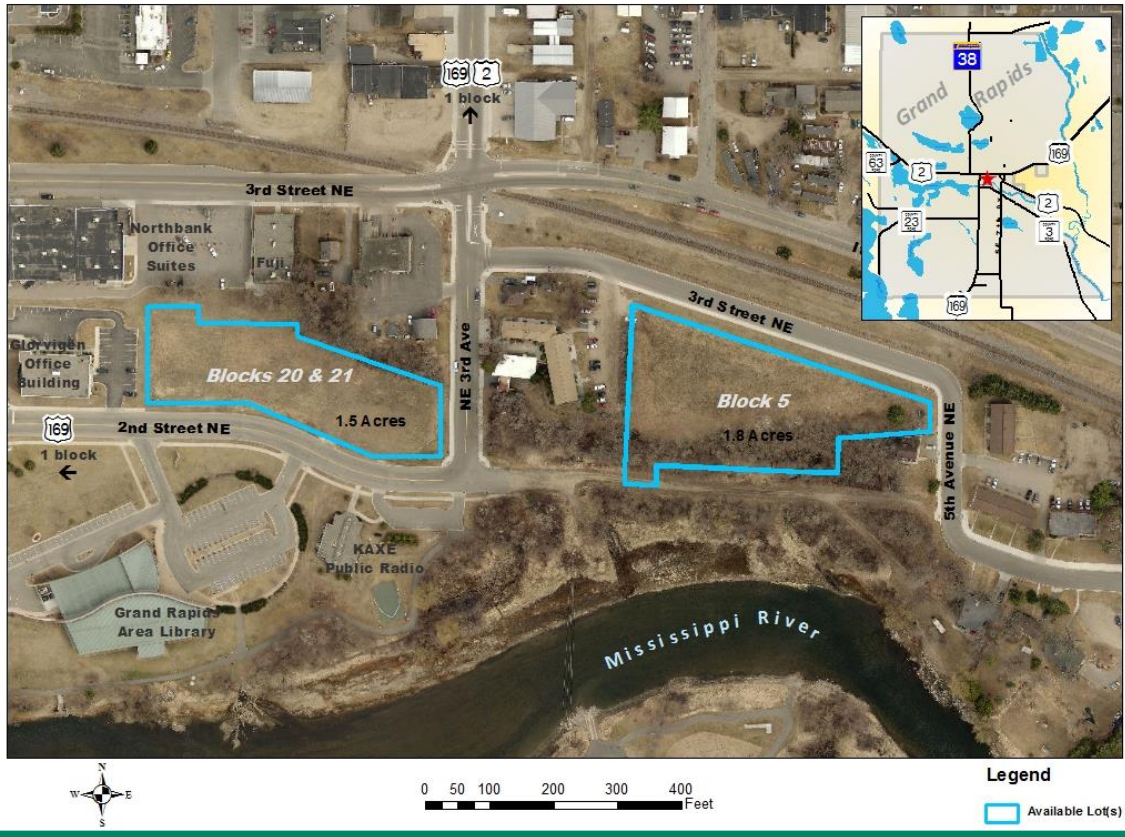 169 2
1 block
3rd Street NE
Northbank
Office
Suites
Fuji
Glorvigen
Office
Building
Blocks 20 & 21
1.5 Acres
NE 3rd Ave
3rd Street NE
Block 5
1.8 Acres
169
1 block
2nd Street NE
5th Avenue NE
KAXE
Public Radio
Grand Rapids
Area Library
Mississippi River
38
Grand Rapids
63
2
169
23
2
3
169
N
W E
S
0 50 100 200 300 400
Feet
Legend
Available Lot(s)